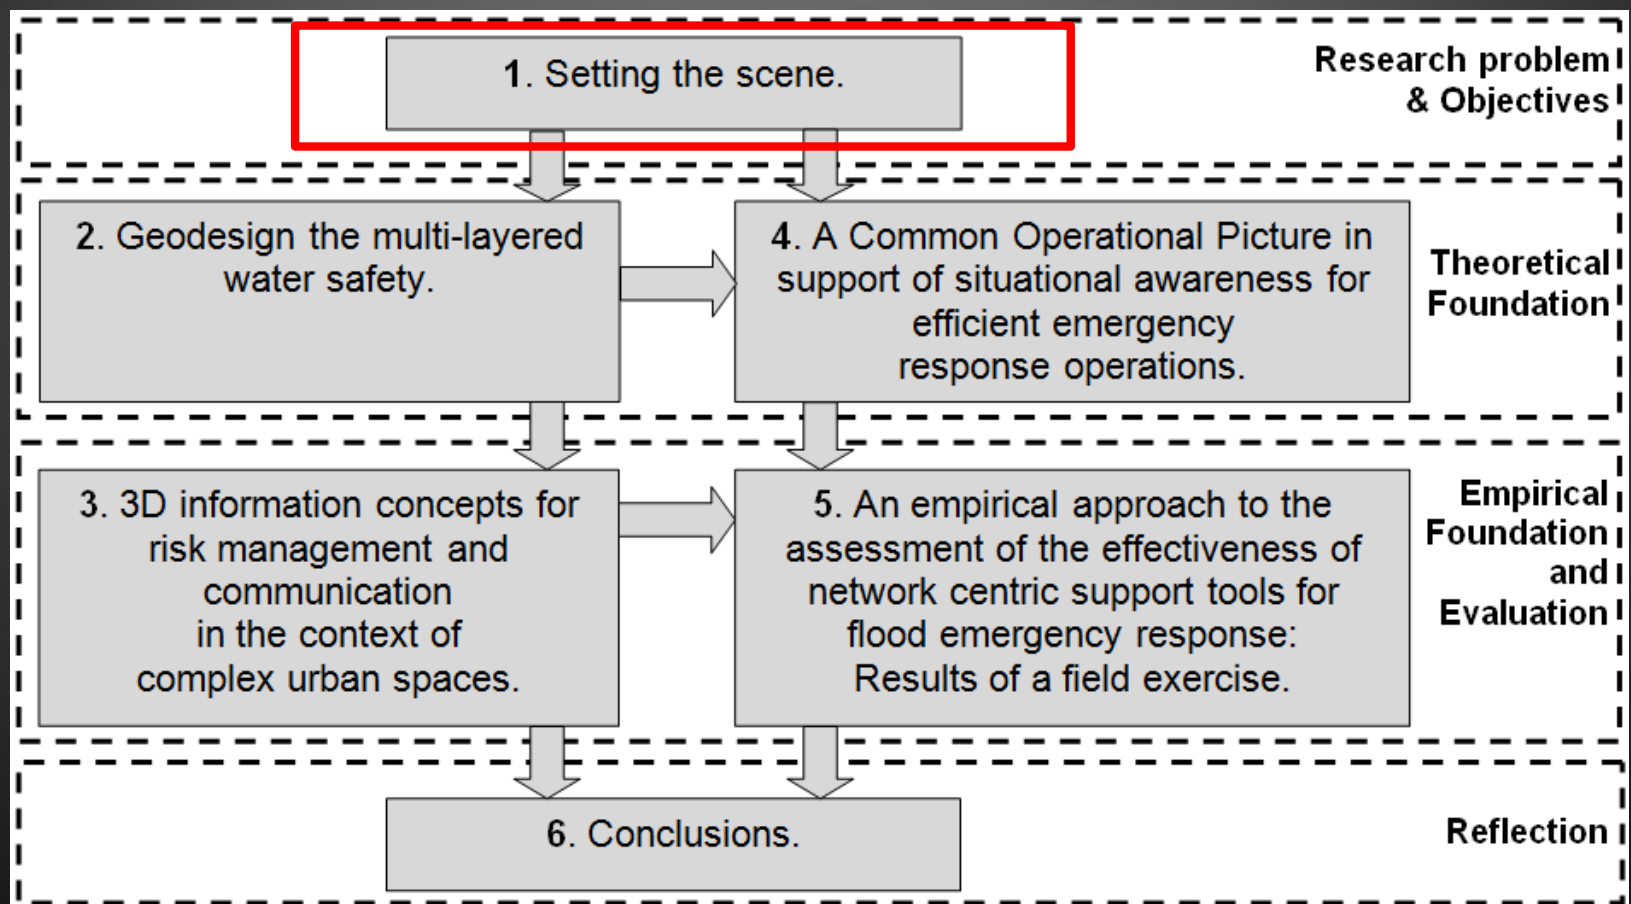 1. Setting the scene.
Research problem
& Objectives
2. Geodesign the multi-layered
water safety.
4. A Common Operational Picture in
support of situational awareness for
efficient emergency
response operations.
Theoretical
Foundation
3. 3D information concepts for
risk management and
communication
in the context of
complex urban spaces.
5. An empirical approach to the
assessment of the effectiveness of
network centric support tools for
flood emergency response:
Results of a field exercise.
Empirical
Foundation
and
Evaluation
6. Conclusions.
Reflection